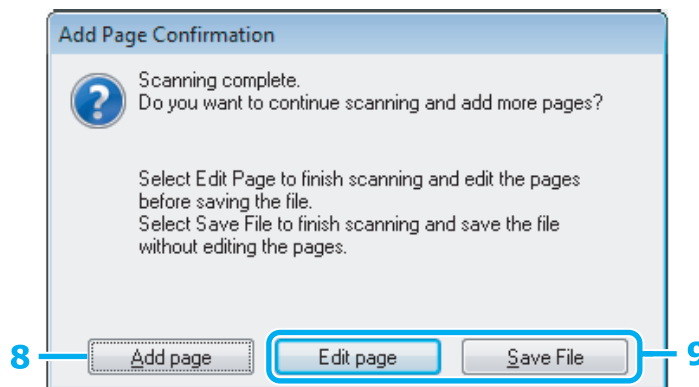 Add Page Confirmation
Scanning complete.
Do you want to continue scanning and add more pages?
Select Edit Page to finish scanning and edit the pages
before saving the file.
Select Save File to finish scanning and save the file
without editing the pages.
8 Add page Edit page Save File 9